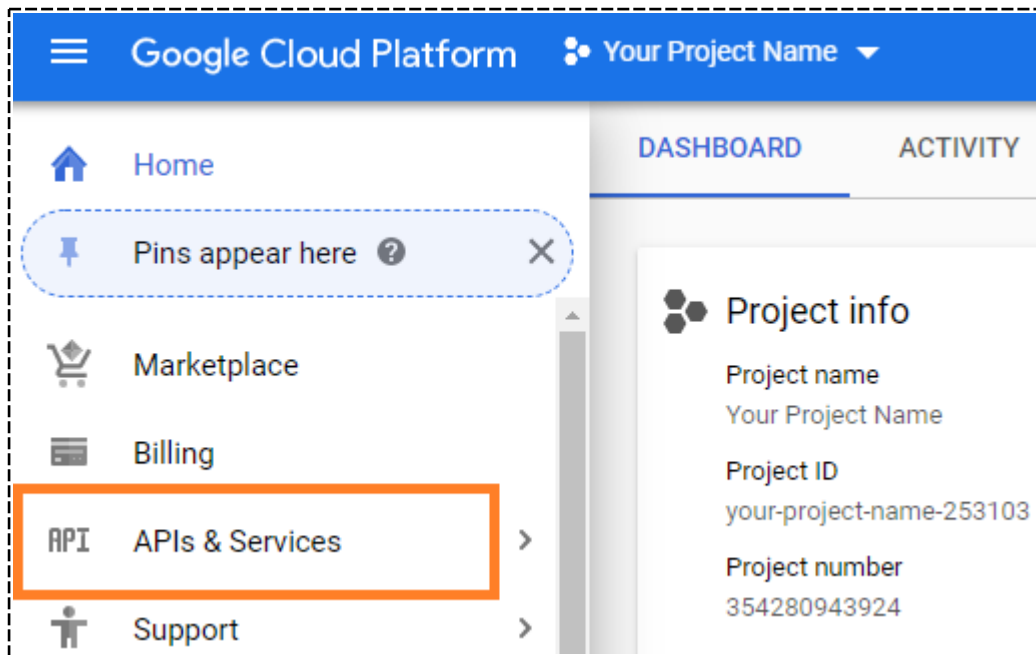 Google Cloud Platform Your Project Name
Home
Pins appear here ?
Marketplace
Billing
API APIs & Services
Support
DASHBOARD ACTIVITY
Project info
Project name
Your Project Name
Project ID
your-project-name-253103
Project number
354280943924